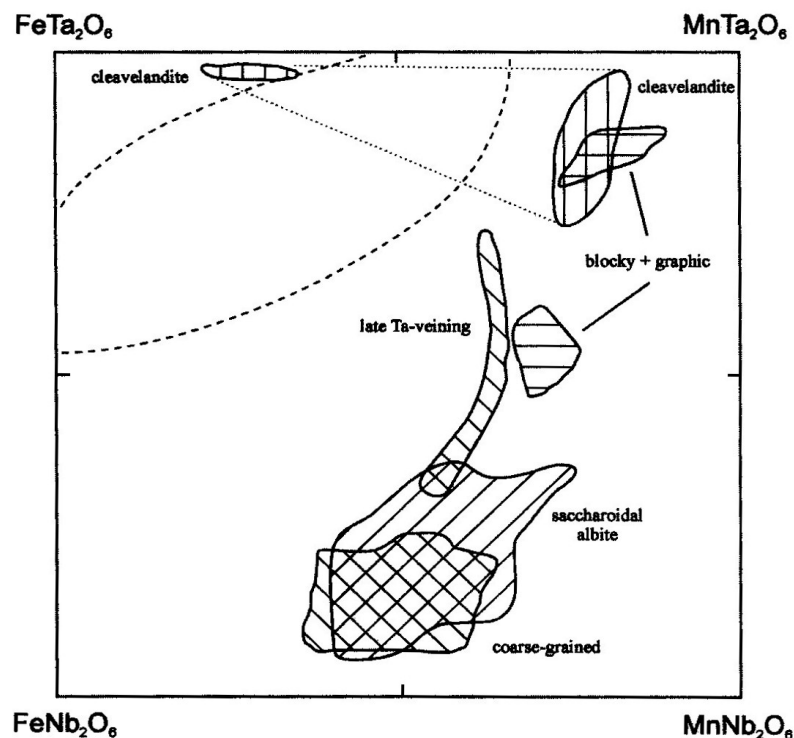 FeTa₂O₆
MnTa₂O₆
cleavelandite
cleavelandite
blocky + graphic
late Ta-veining
saccharoidal
albite
coarse-grained
FeNb₂O₆
MnNb₂O₆